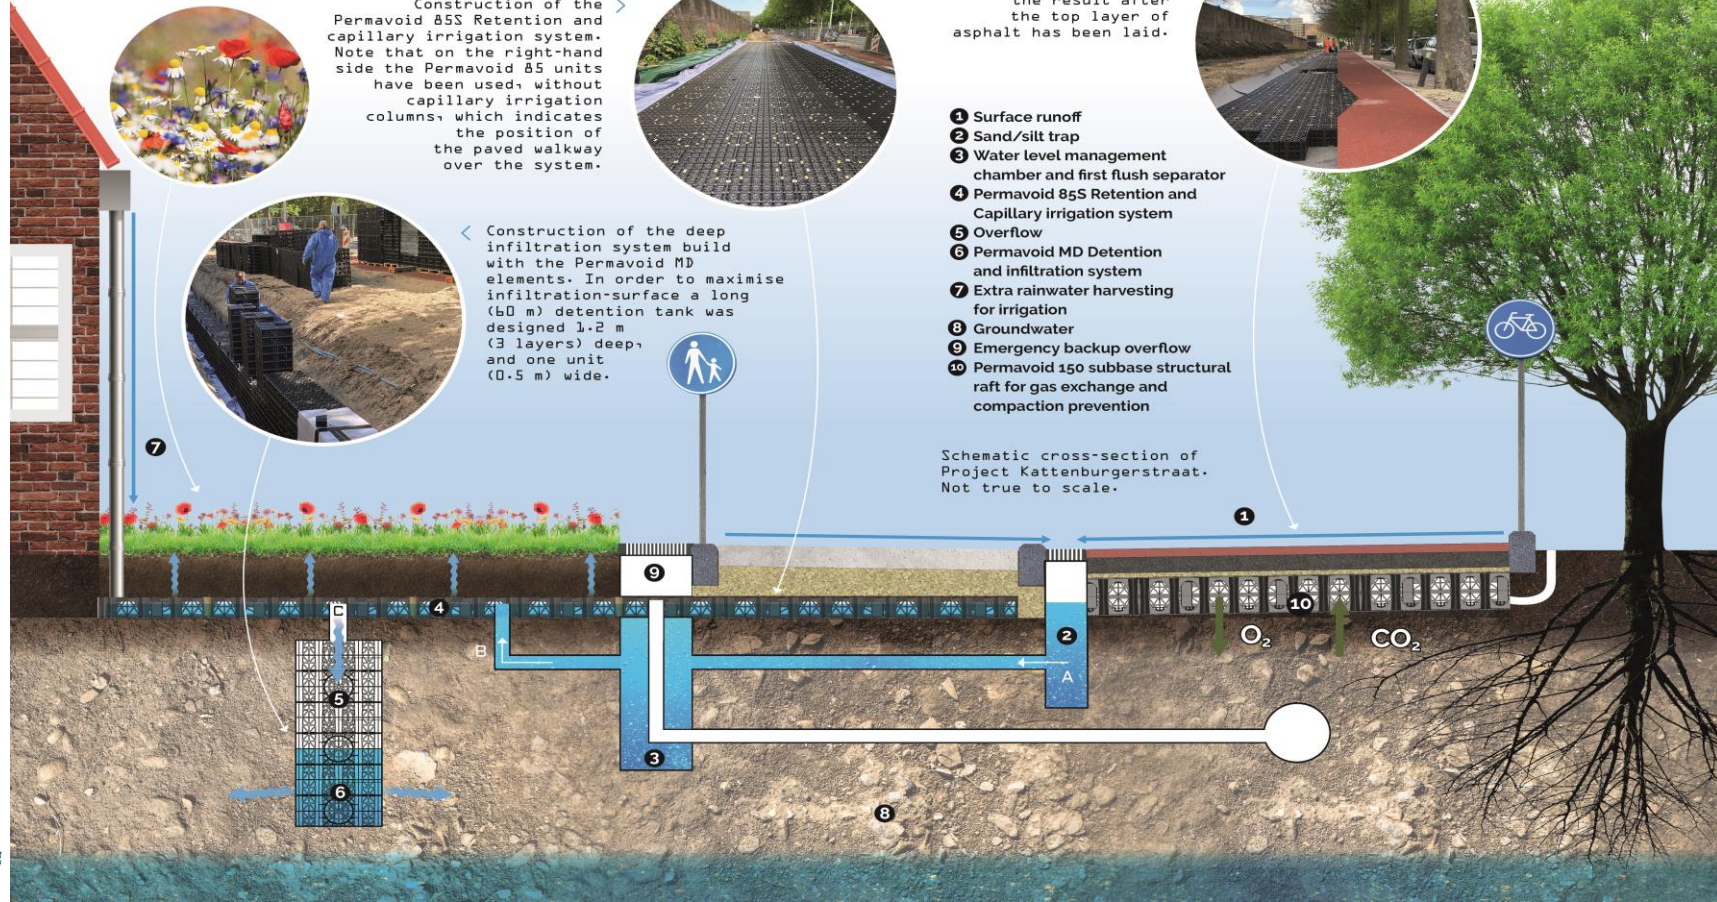 Construction of the
Permavoid 85S Retention and
capillary irrigation system.
Note that on the right-hand
side the Permavoid 85 units
have been used, without
capillary irrigation
columns, which indicates
the position of
the paved walkway
over the system.
the result after
the top layer of
asphalt has been laid.
Construction of the deep
infiltration system build
with the Permavoid MD
elements. In order to maximise
infiltration-surface a long
(60 m) detention tank was
designed 1.2 m
(3 layers) deep,
and one unit
(0.5 m) wide.
1 Surface runoff
2 Sand/silt trap
3 Water level management
chamber and first flush separator
4 Permavoid 85S Retention and
Capillary irrigation system
5 Overflow
6 Permavoid MD Detention
and infiltration system
7 Extra rainwater harvesting
for irrigation
8 Groundwater
9 Emergency backup overflow
10 Permavoid 150 subbase structural
raft for gas exchange and
compaction prevention
Schematic cross-section of
Project Kattenburgerstraat.
Not true to scale.
7
1
9
C
4
10
B
2
O₂
CO₂
A
5
3
6
8